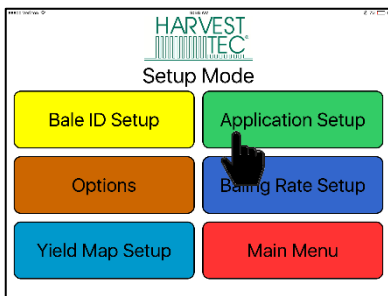 HARVEST
TEC
Setup Mode
Bale ID Setup
Application Setup
Options
Baling Rate Setup
Yield Map Setup
Main Menu